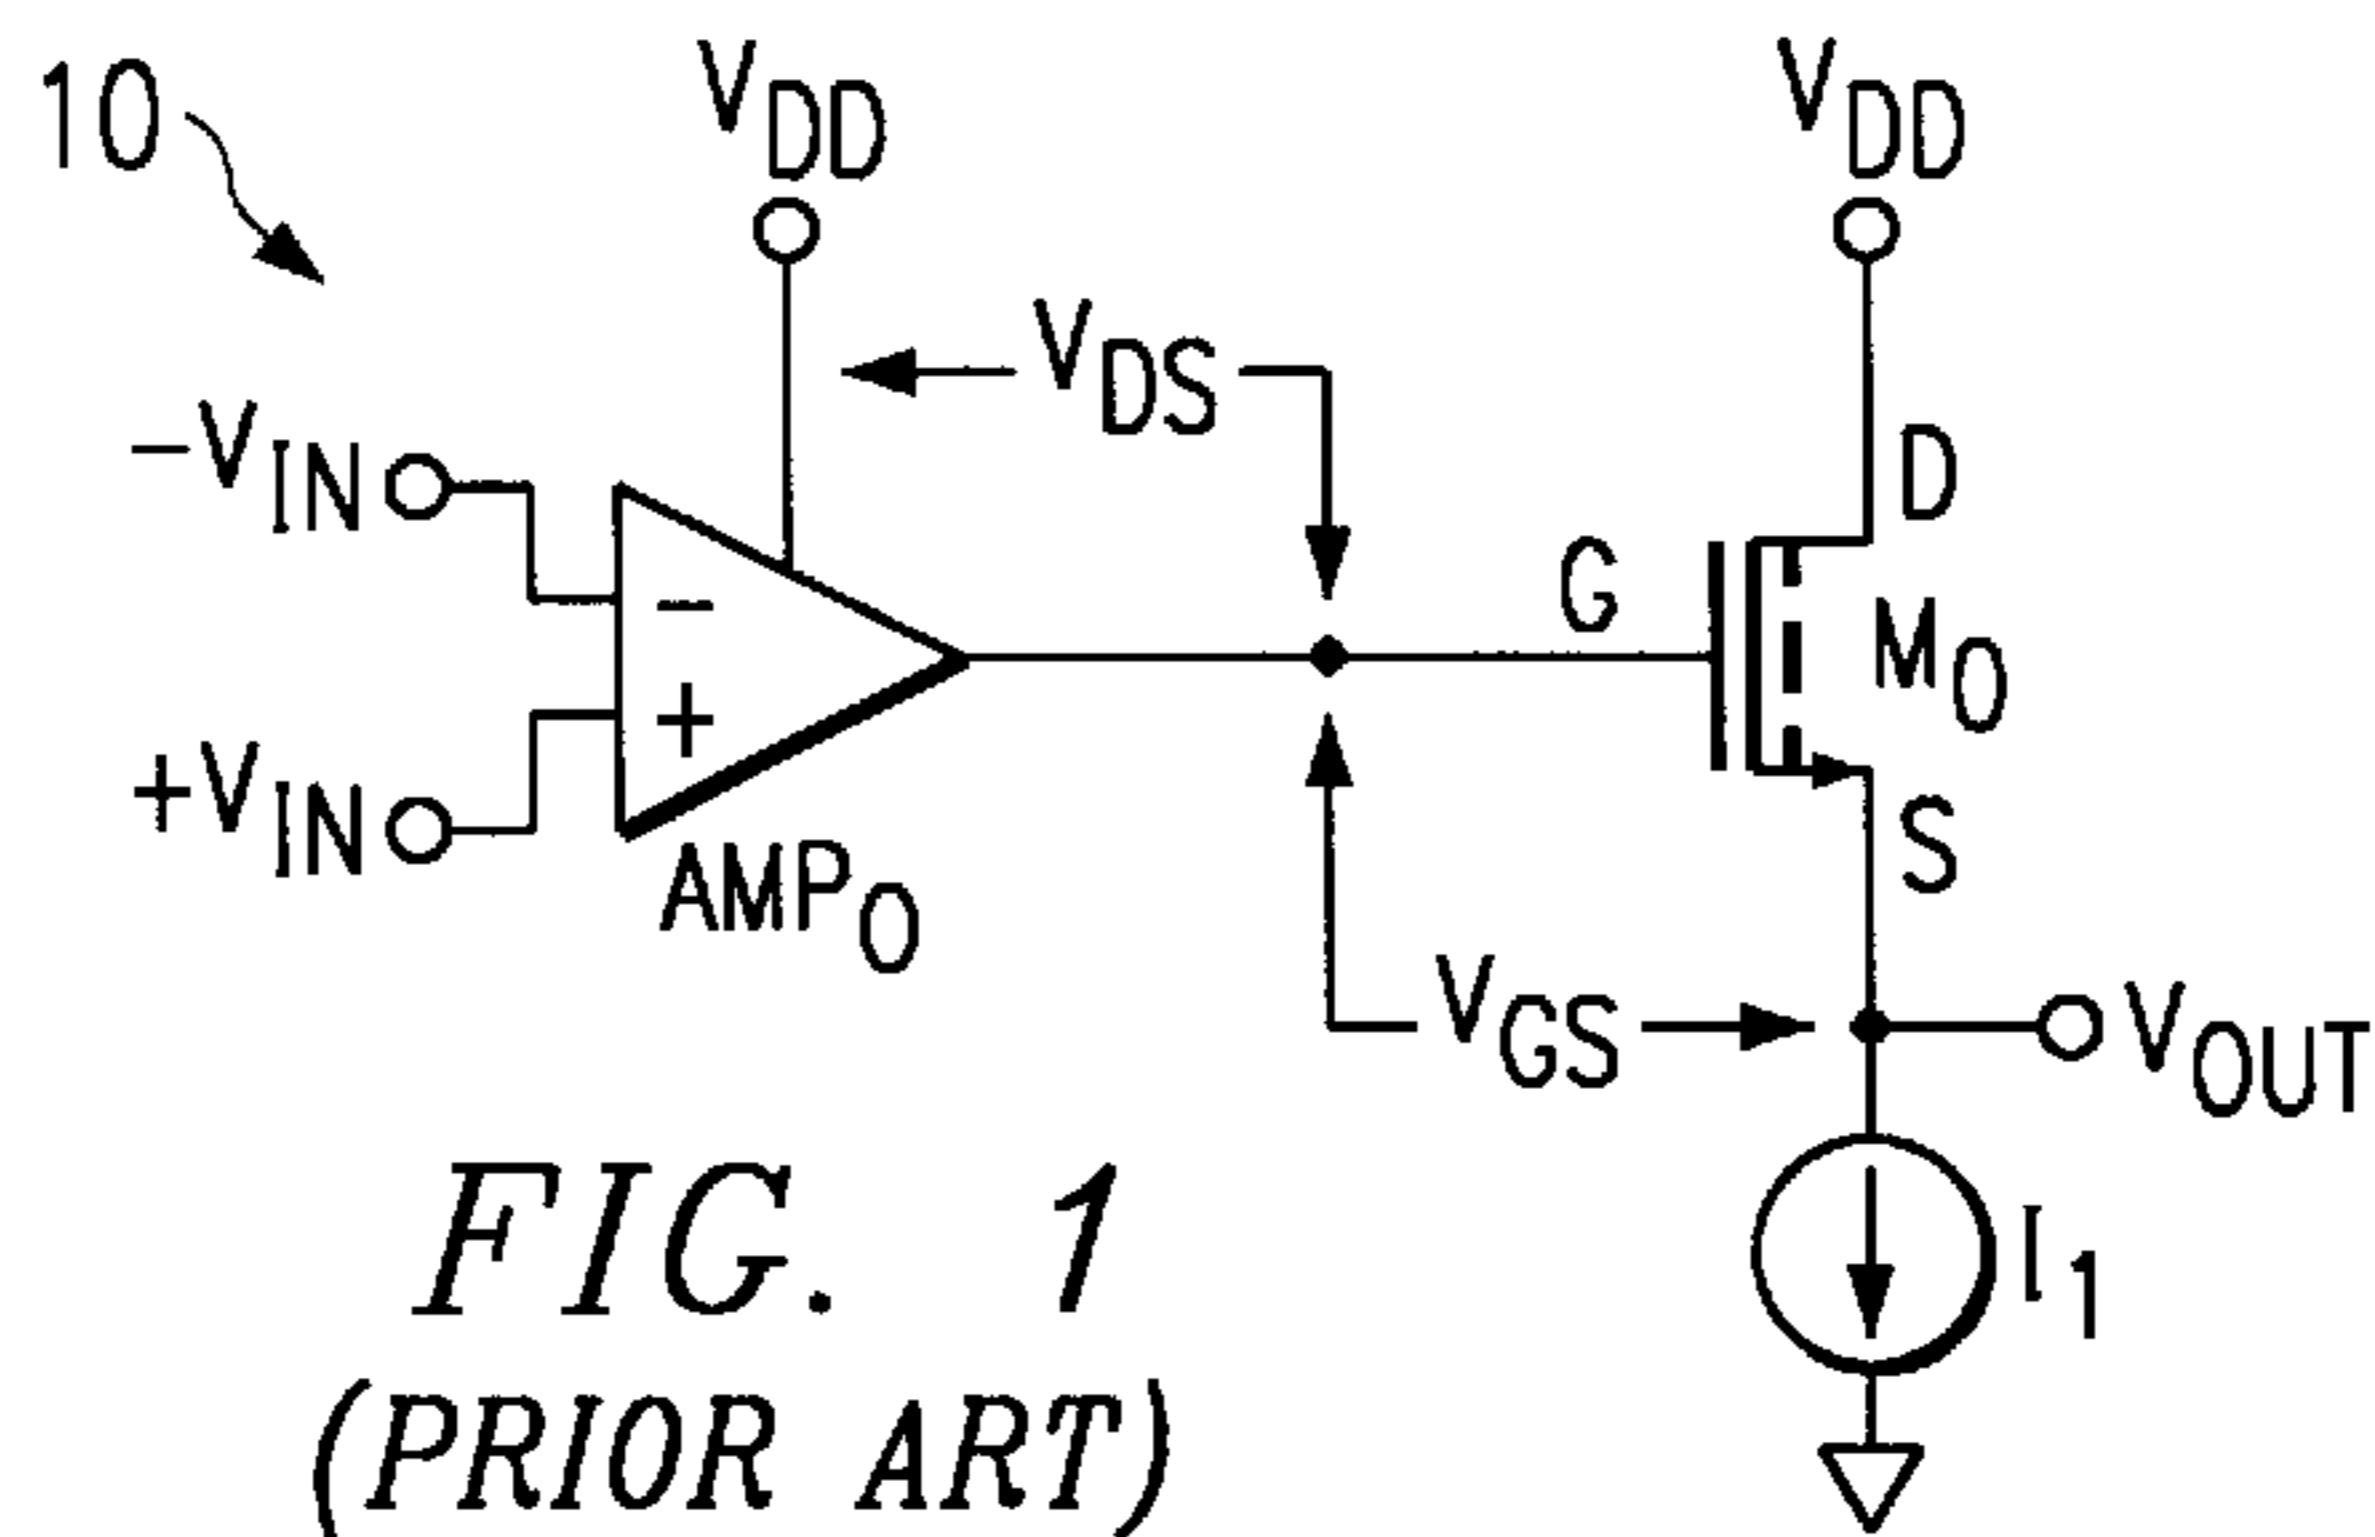 10
VDD
VDD
VDS
-VIN
D
G
-
MO
+
+VIN
S
AMPO
VGS
VOUT
FIG. 1
I1
(PRIOR ART)